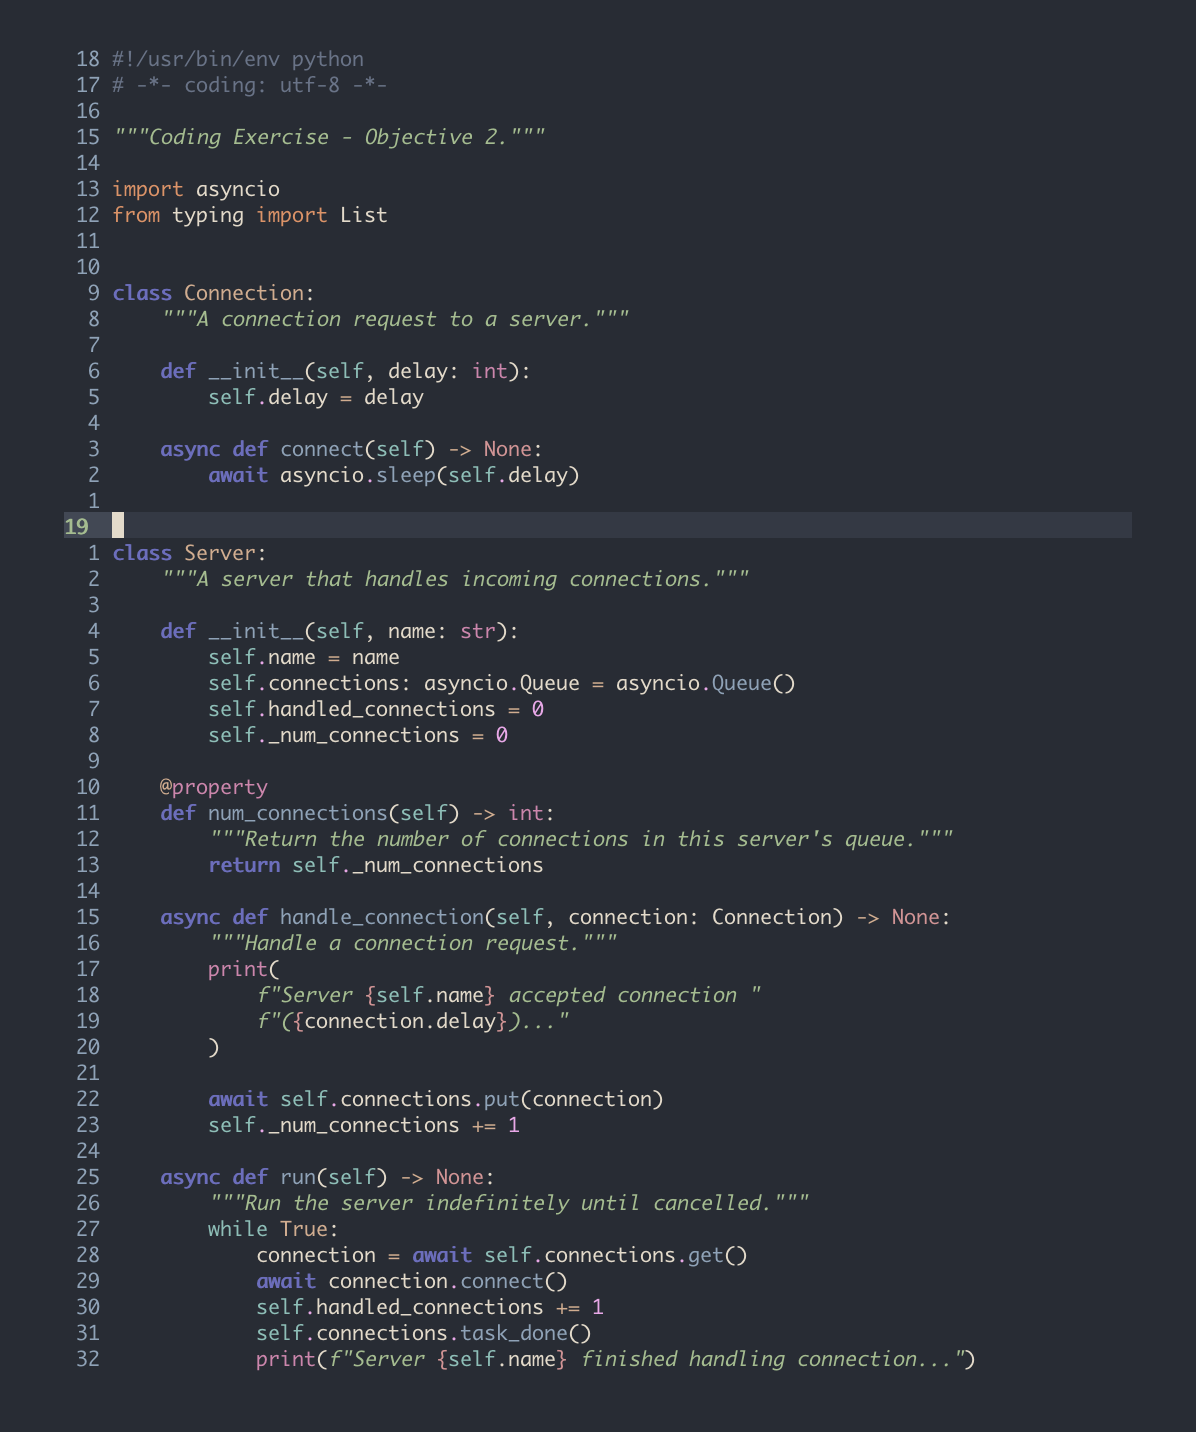 18 #!/usr/bin/env python
17 # -*- coding: utf-8 -*-
16
15 """Coding Exercise - Objective 2."""
14
13 import asyncio
12 from typing import List
11
10
 9 class Connection:
 8     """A connection request to a server."""
 7
 6     def __init__(self, delay: int):
 5         self.delay = delay
 4
 3     async def connect(self) -> None:
 2         await asyncio.sleep(self.delay)
 1
19
 1 class Server:
 2     """A server that handles incoming connections."""
 3
 4     def __init__(self, name: str):
 5         self.name = name
 6         self.connections: asyncio.Queue = asyncio.Queue()
 7         self.handled_connections = 0
 8         self._num_connections = 0
 9
10     @property
11     def num_connections(self) -> int:
12         """Return the number of connections in this server's queue."""
13         return self._num_connections
14
15     async def handle_connection(self, connection: Connection) -> None:
16         """Handle a connection request."""
17         print(
18             f"Server {self.name} accepted connection "
19             f"({connection.delay})..."
20         )
21
22         await self.connections.put(connection)
23         self._num_connections += 1
24
25     async def run(self) -> None:
26         """Run the server indefinitely until cancelled."""
27         while True:
28             connection = await self.connections.get()
29             await connection.connect()
30             self.handled_connections += 1
31             self.connections.task_done()
32             print(f"Server {self.name} finished handling connection...")